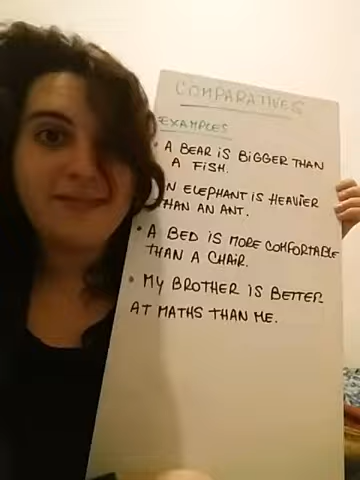 COMPARATIVES
EXAMPLES
• A BEAR IS BIGGER THAN
A FISH.
N ELEPHANT IS HEAVIER
THAN AN ANT.
• A BED IS MORE COMFORTABLE
THAN A CHAIR.
• MY BROTHER IS BETTER
AT MATHS THAN ME.